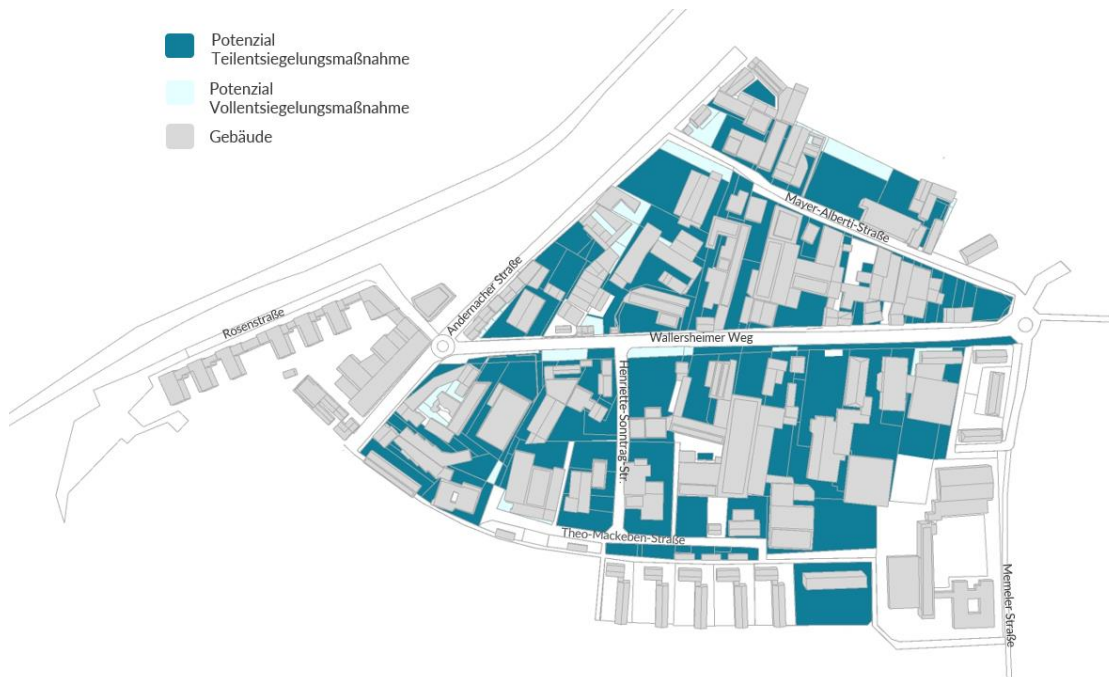 Potenzial
Teilentsiegelungsmaßnahme
Potenzial
Vollentsiegelungsmaßnahme
Gebäude
Mayer-Alberti-Straße
Andernacher Straße
Rosenstraße
Wallersheimer Weg
Henriette-Sonntrag-Str.
Theo-Mackeben-Straße
Memeler Straße